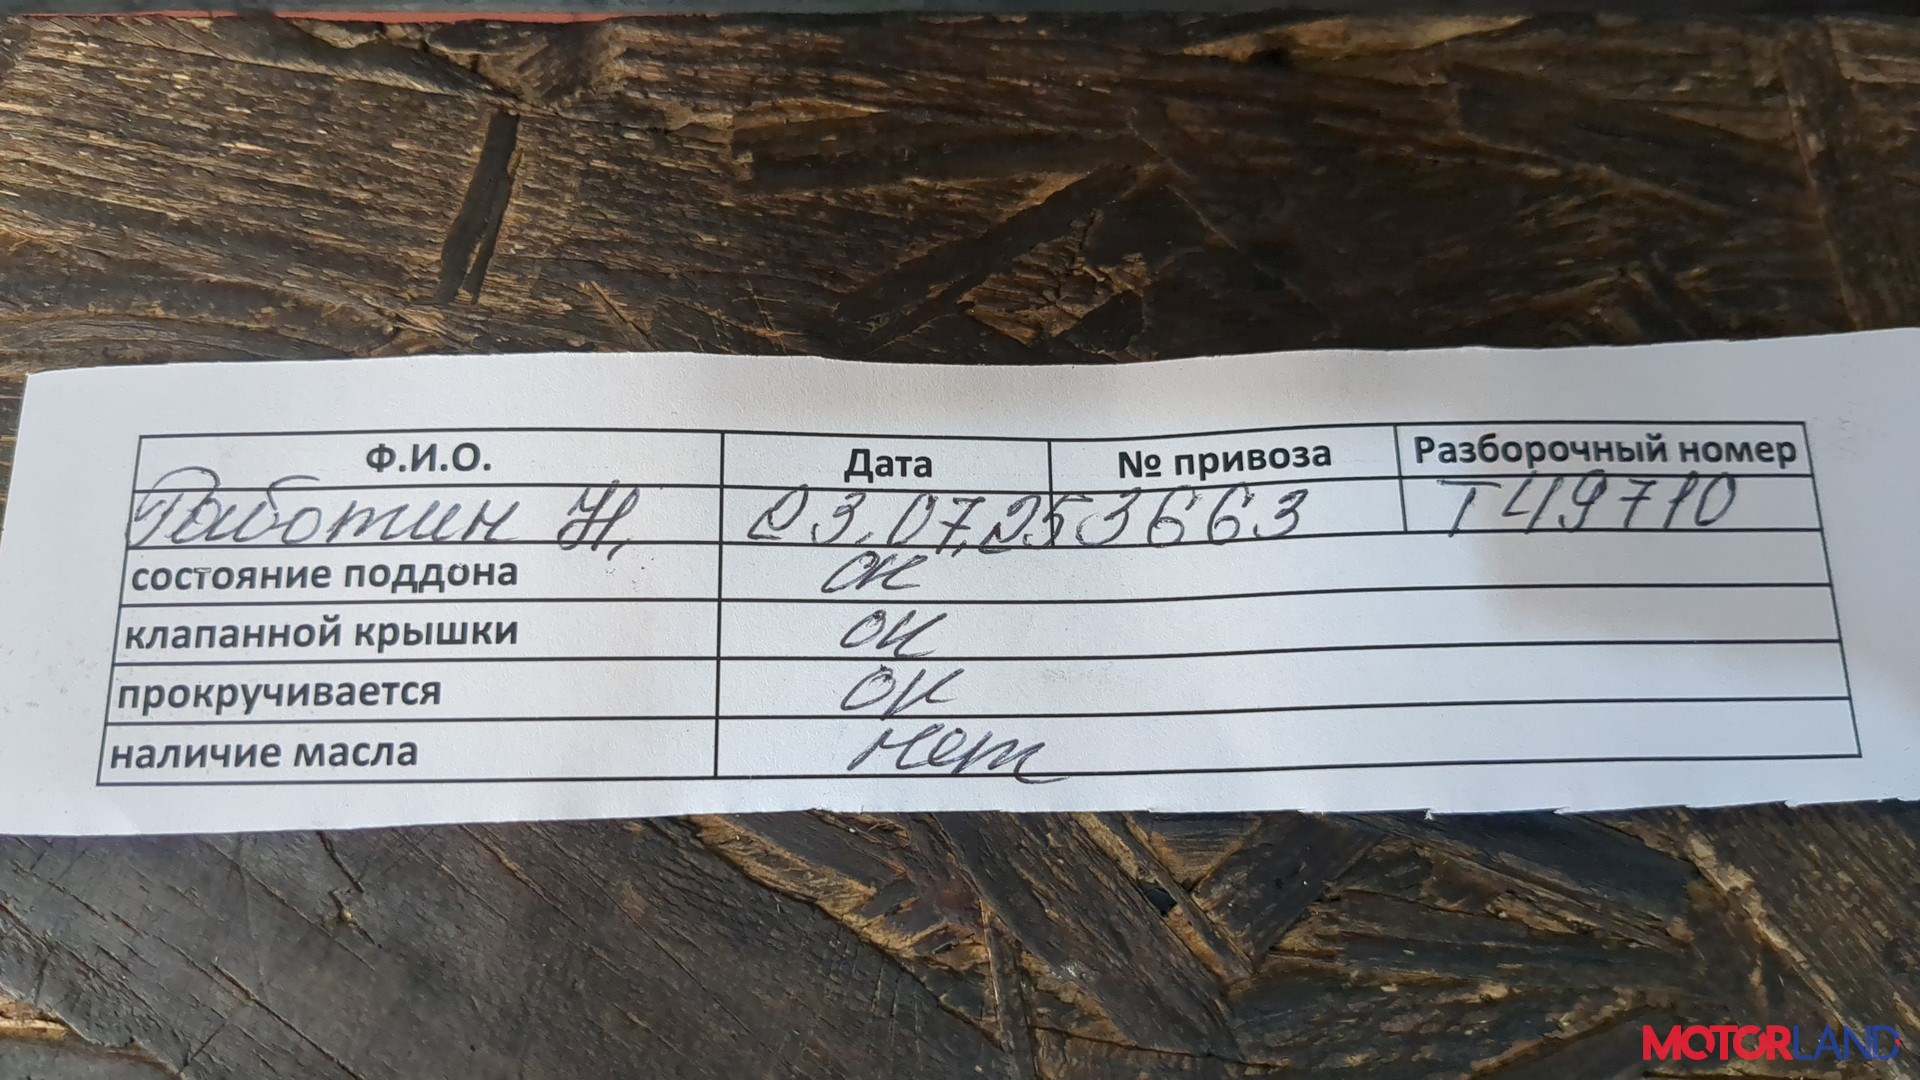 Ф.И.О. Дата № привоза Разборочный номер
Работин Н. 23.07.25 3663 Т49710
состояние поддона ок
клапанной крышки ок
прокручивается ок
наличие масла нет
MOTORLAND